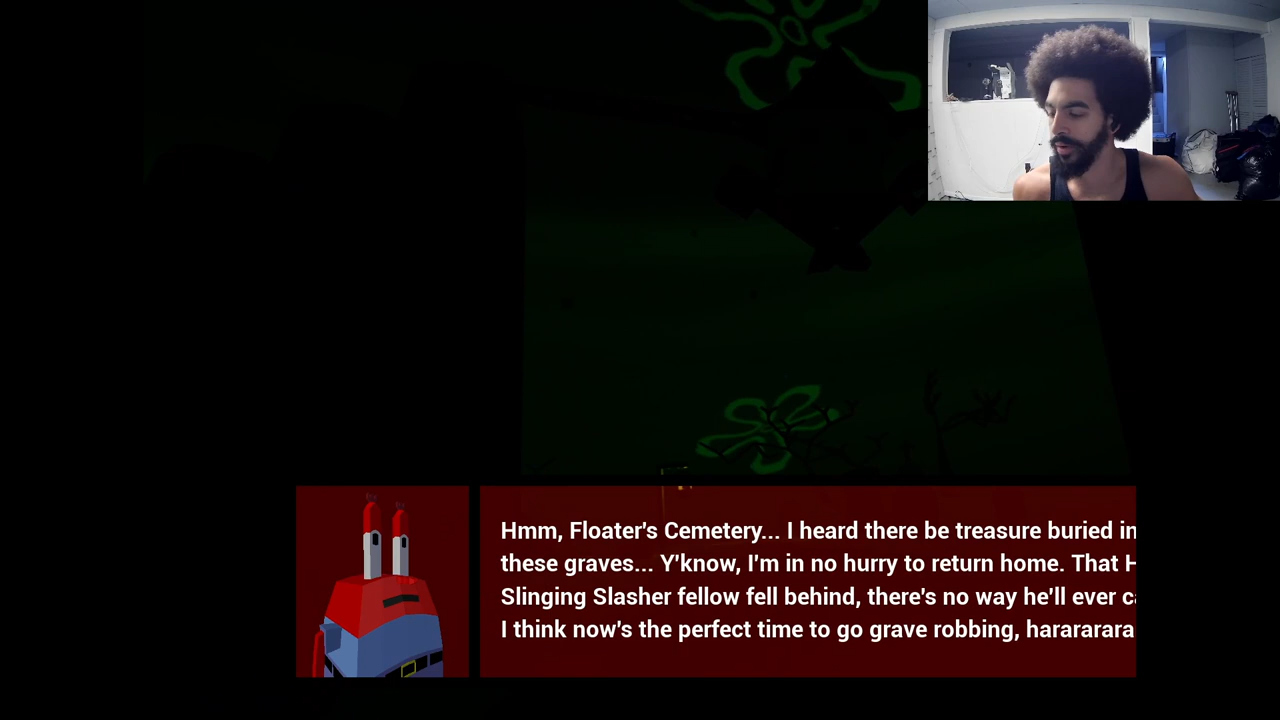 Hmm, Floater's Cemetery... I heard there be treasure buried in
these graves... Y'know, I'm in no hurry to return home. That H
Slinging Slasher fellow fell behind, there's no way he'll ever ca
I think now's the perfect time to go grave robbing, harararara